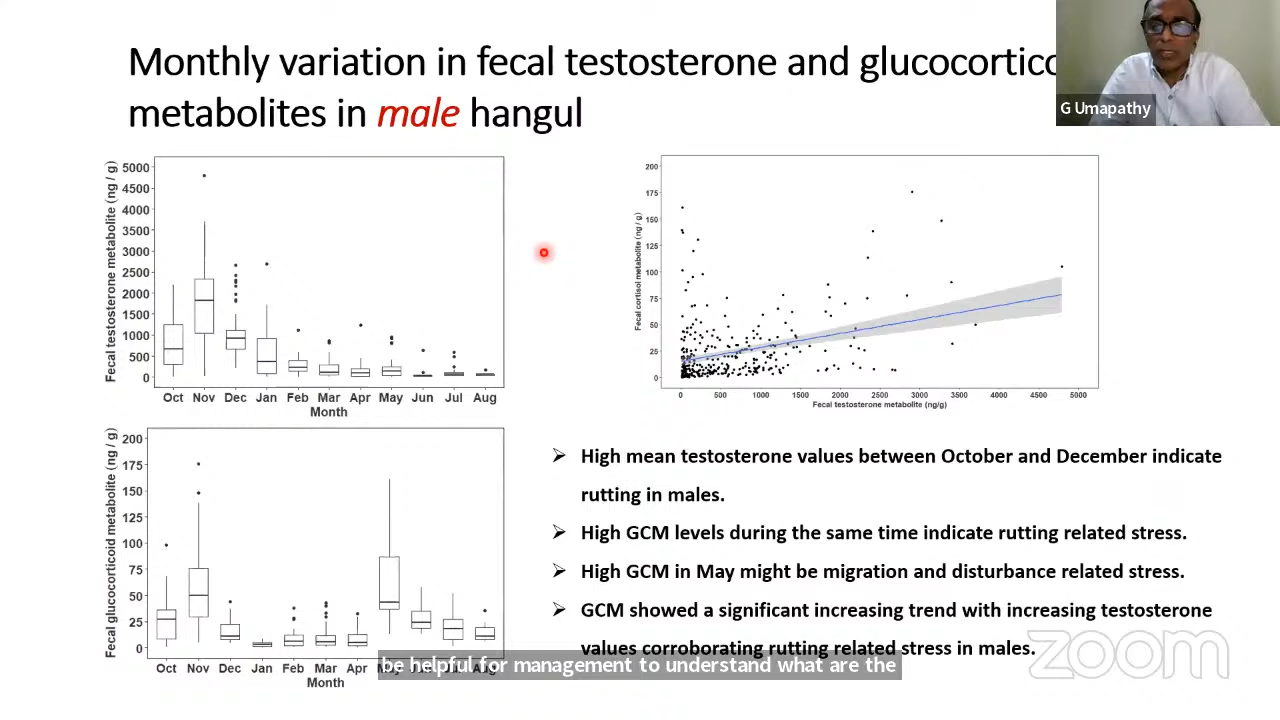 Monthly variation in fecal testosterone and glucocortico
metabolites in male hangul
G Umapathy
Fecal testosterone metabolite (ng / g)
5000
4500
4000
3500
3000
2500
2000
1500
1000
500
0
Oct Nov Dec Jan Feb Mar Apr May Jun Jul Aug
Month
Fecal cortisol metabolite (ng / g)
200
175
150
125
100
75
50
25
0
0 500 1000 1500 2000 2500 3000 3500 4000 4500 5000
Fecal testosterone metabolite (ng/g)
Fecal glucocorticoid metabolite (ng / g)
200
175
150
125
100
75
50
25
0
Oct Nov Dec Jan Feb Mar Apr May Jun Jul Aug
Month
➢ High mean testosterone values between October and December indicate
rutting in males.
➢ High GCM levels during the same time indicate rutting related stress.
➢ High GCM in May might be migration and disturbance related stress.
➢ GCM showed a significant increasing trend with increasing testosterone
values corroborating rutting related stress in males.
be helpful for management to understand what are the
zoom